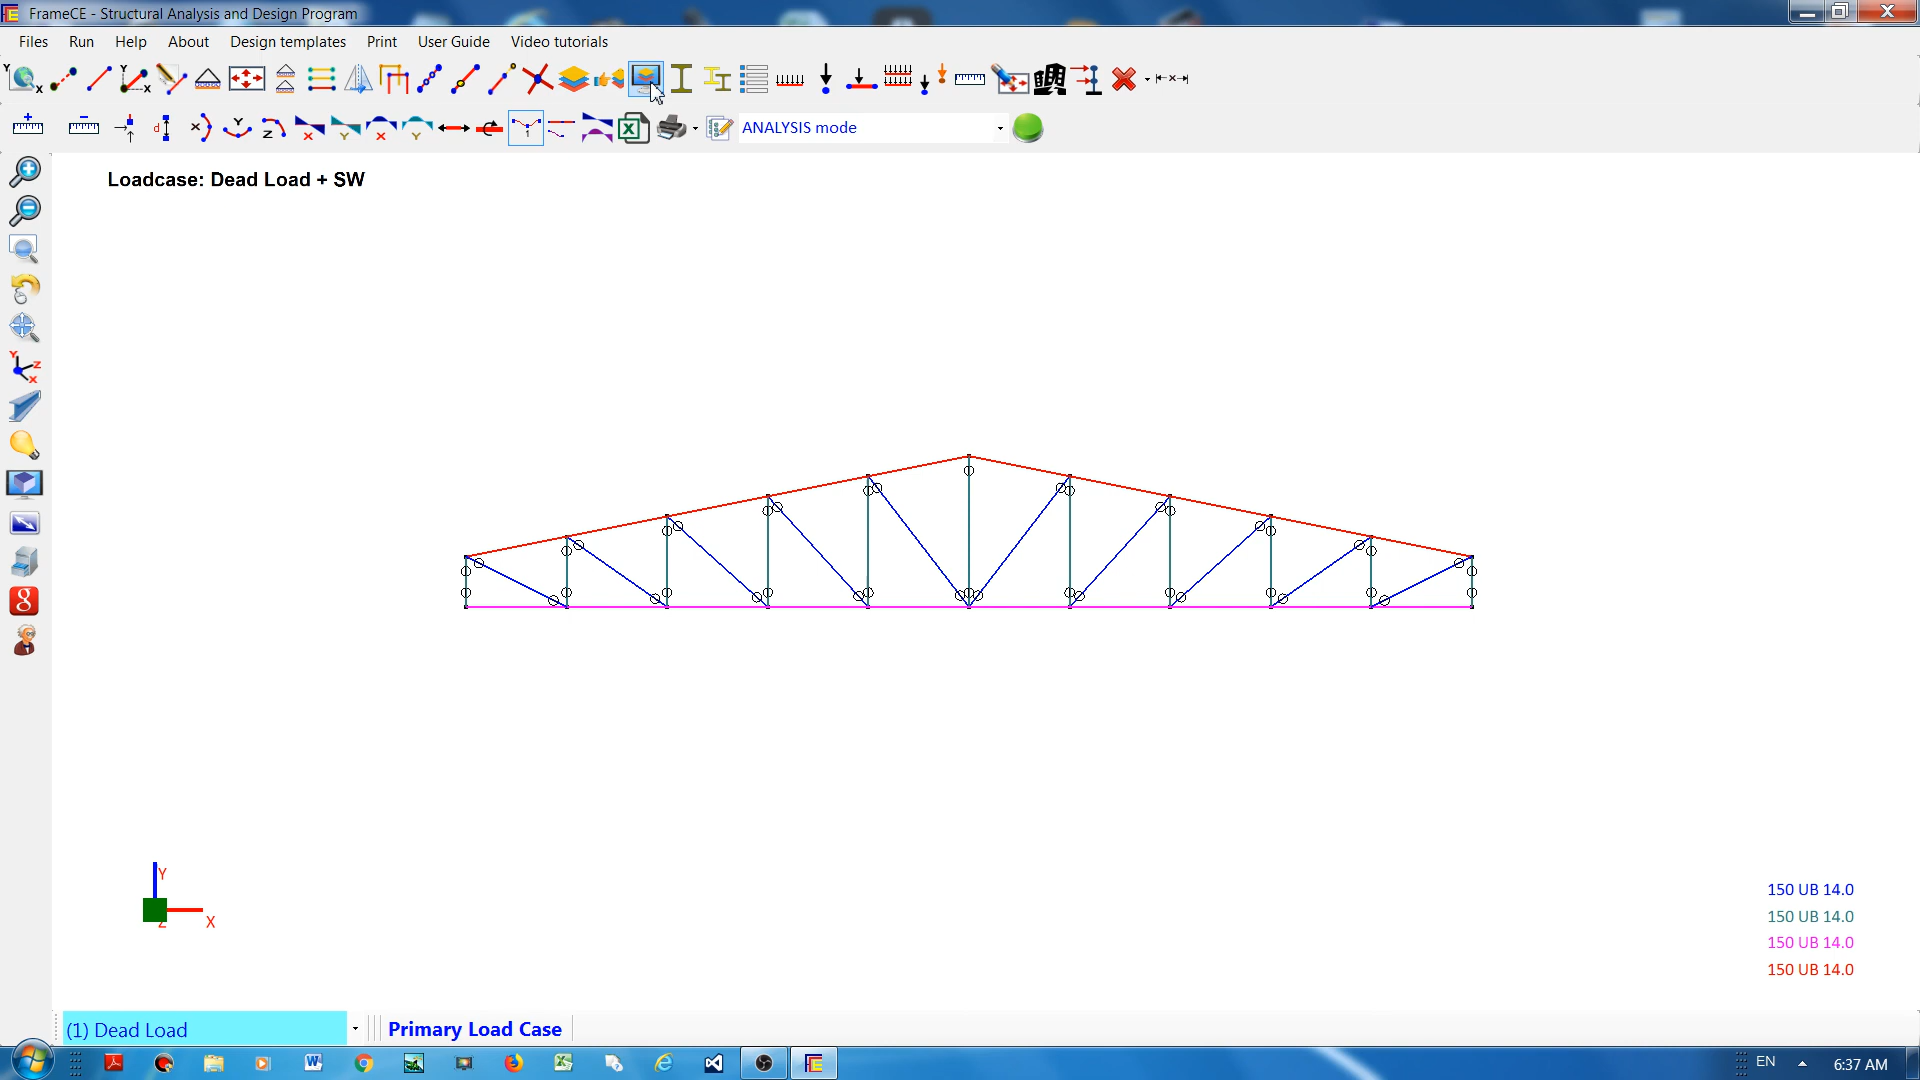 FrameCE - Structural Analysis and Design Program
Files Run Help About Design templates Print User Guide Video tutorials
ANALYSIS mode
Loadcase: Dead Load + SW
Y
Z
X
150 UB 14.0
150 UB 14.0
150 UB 14.0
150 UB 14.0
(1) Dead Load
Primary Load Case
EN
6:37 AM